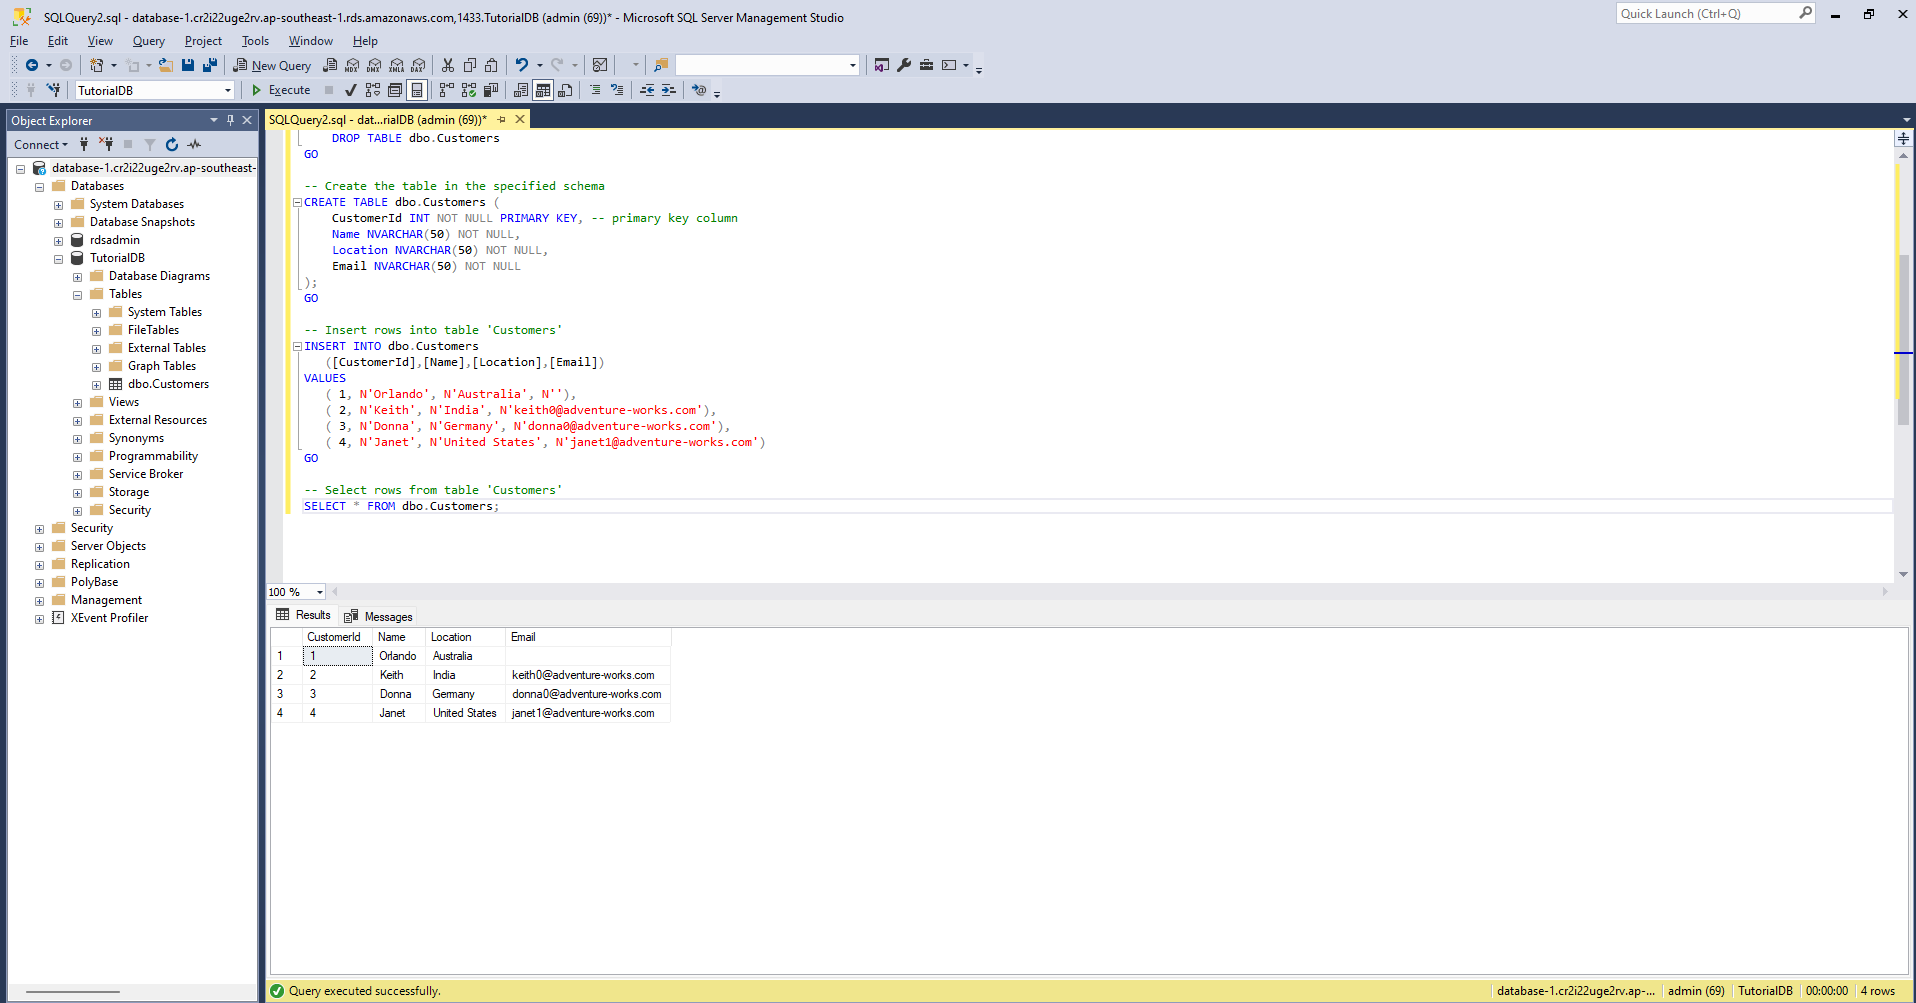 SQLQuery2.sql - database-1.cr2i22uge2rv.ap-southeast-1.rds.amazonaws.com,1433.TutorialDB (admin (69))* - Microsoft SQL Server Management Studio
Quick Launch (Ctrl+Q)
File Edit View Query Project Tools Window Help
New Query MDX DMX XMLA DAX
TutorialDB Execute
Object Explorer
SQLQuery2.sql - dat...rialDB (admin (69))*
Connect
database-1.cr2i22uge2rv.ap-southeast-
Databases
System Databases
Database Snapshots
rdsadmin
TutorialDB
Database Diagrams
Tables
System Tables
FileTables
External Tables
Graph Tables
dbo.Customers
Views
External Resources
Synonyms
Programmability
Service Broker
Storage
Security
Security
Server Objects
Replication
PolyBase
Management
XEvent Profiler
DROP TABLE dbo.Customers
GO
-- Create the table in the specified schema
CREATE TABLE dbo.Customers (
CustomerId INT NOT NULL PRIMARY KEY, -- primary key column
Name NVARCHAR(50) NOT NULL,
Location NVARCHAR(50) NOT NULL,
Email NVARCHAR(50) NOT NULL
);
GO
-- Insert rows into table 'Customers'
INSERT INTO dbo.Customers
([CustomerId],[Name],[Location],[Email])
VALUES
( 1, N'Orlando', N'Australia', N''),
( 2, N'Keith', N'India', N'keith0@adventure-works.com'),
( 3, N'Donna', N'Germany', N'donna0@adventure-works.com'),
( 4, N'Janet', N'United States', N'janet1@adventure-works.com')
GO
-- Select rows from table 'Customers'
SELECT * FROM dbo.Customers;
100 %
Results Messages
CustomerId Name Location Email
1 1 Orlando Australia
2 2 Keith India keith0@adventure-works.com
3 3 Donna Germany donna0@adventure-works.com
4 4 Janet United States janet1@adventure-works.com
Query executed successfully.
database-1.cr2i22uge2rv.ap-... admin (69) TutorialDB 00:00:00 4 rows